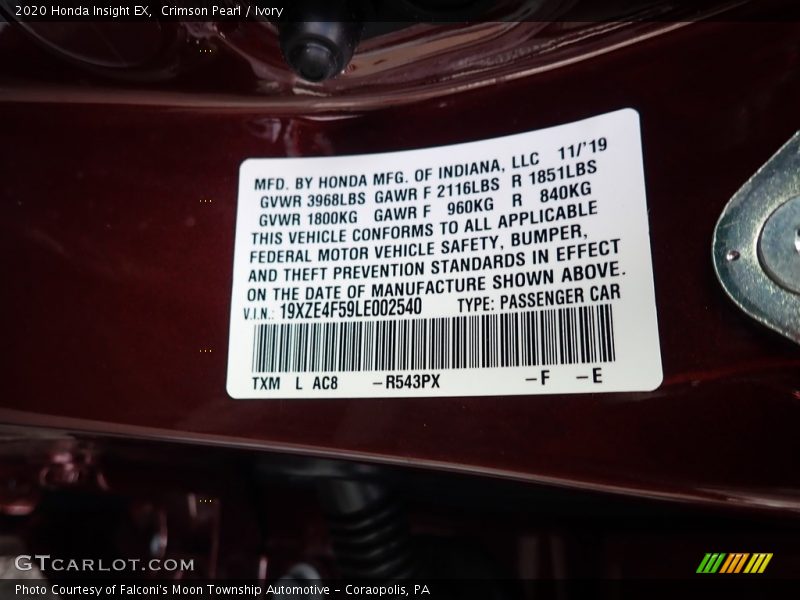 2020 Honda Insight EX, Crimson Pearl / Ivory
MFD. BY HONDA MFG. OF INDIANA, LLC 11/'19
GVWR 3968LBS GAWR F 2116LBS R 1851LBS
GVWR 1800KG GAWR F 960KG R 840KG
THIS VEHICLE CONFORMS TO ALL APPLICABLE
FEDERAL MOTOR VEHICLE SAFETY, BUMPER,
AND THEFT PREVENTION STANDARDS IN EFFECT
ON THE DATE OF MANUFACTURE SHOWN ABOVE.
V.I.N.: 19XZE4F59LE002540 TYPE: PASSENGER CAR
TXM L AC8 -R543PX -F -E
GTCARLOT.COM
Photo Courtesy of Falconi's Moon Township Automotive - Coraopolis, PA